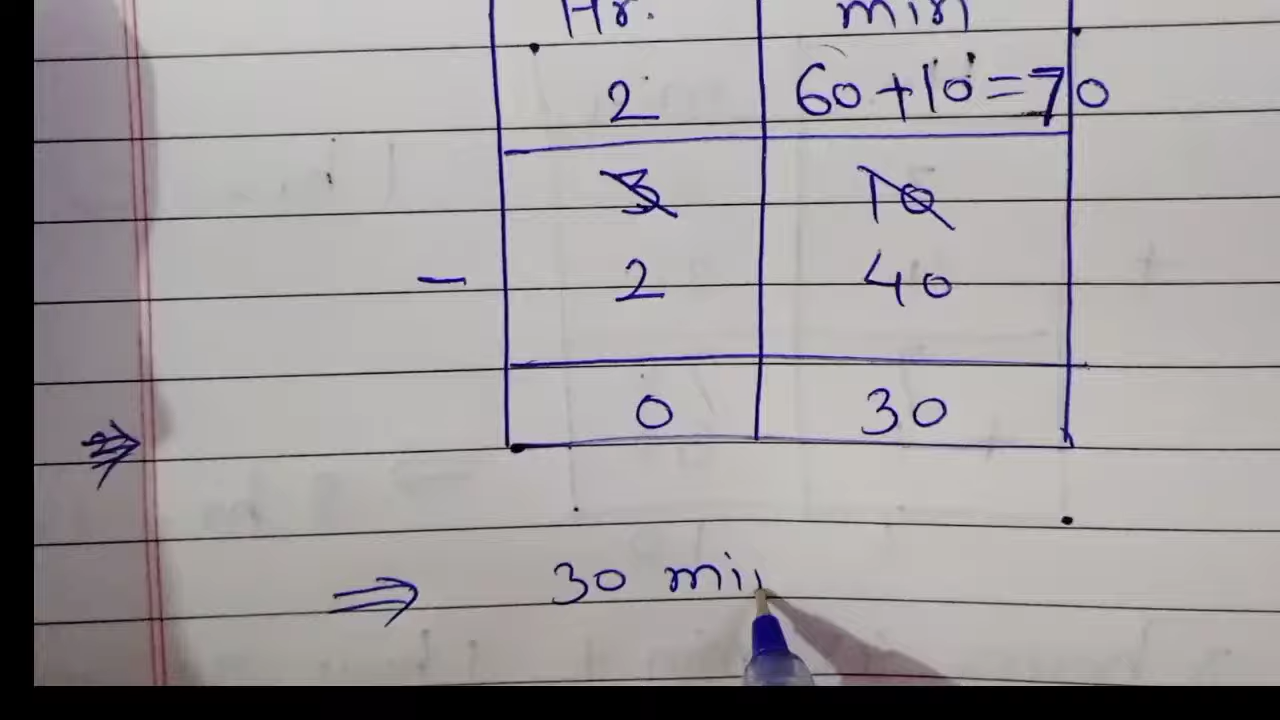 Hr. min
2 60+10=70
3 10
- 2 40
0 30
⇒
⇒ 30 min